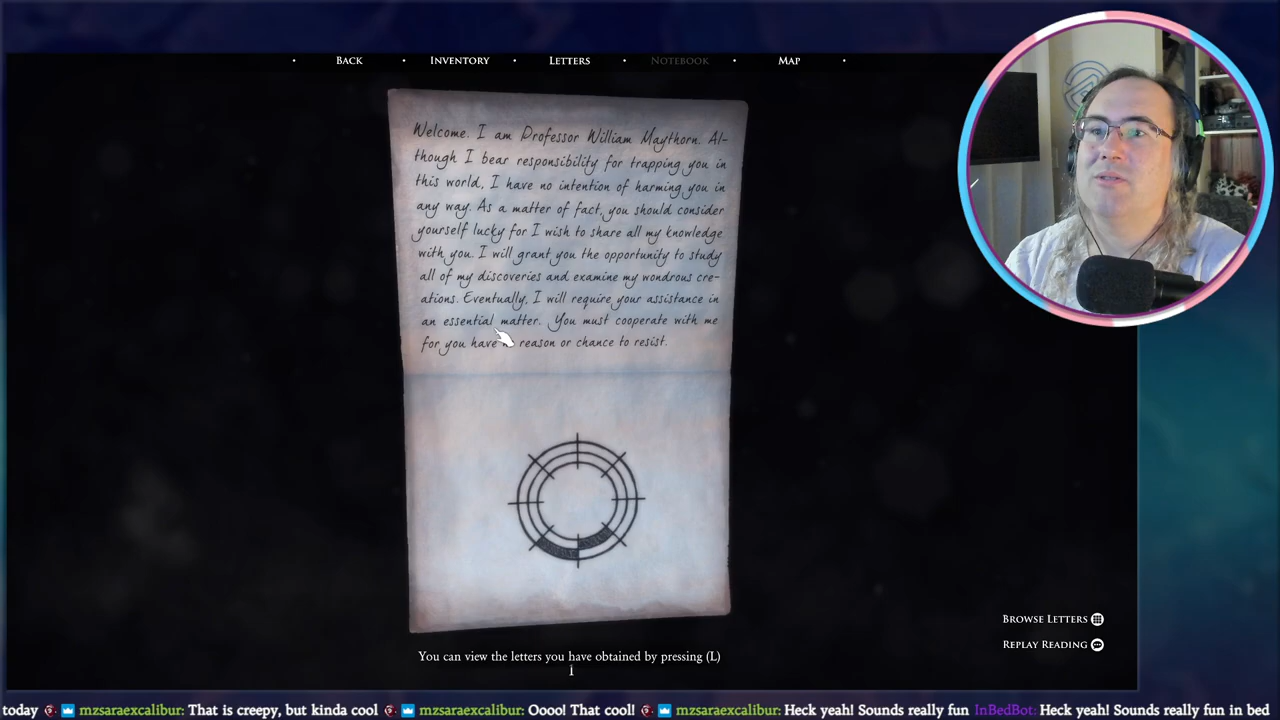 BACK
INVENTORY
LETTERS
NOTEBOOK
MAP
Welcome. I am Professor William Maythorn. Al-
though I bear responsibility for trapping you in
this world, I have no intention of harming you in
any way. As a matter of fact, you should consider
yourself lucky for I wish to share all my knowledge
with you. I will grant you the opportunity to study
all of my discoveries and examine my wondrous cre-
ations. Eventually, I will require your assistance in
an essential matter. You must cooperate with me
for you have reason or chance to resist.
BROWSE LETTERS
REPLAY READING
You can view the letters you have obtained by pressing (L)
today mzsaraexcalibur: That is creepy, but kinda cool mzsaraexcalibur: Oooo! That cool! mzsaraexcalibur: Heck yeah! Sounds really fun InBedBot: Heck yeah! Sounds really fun in bed